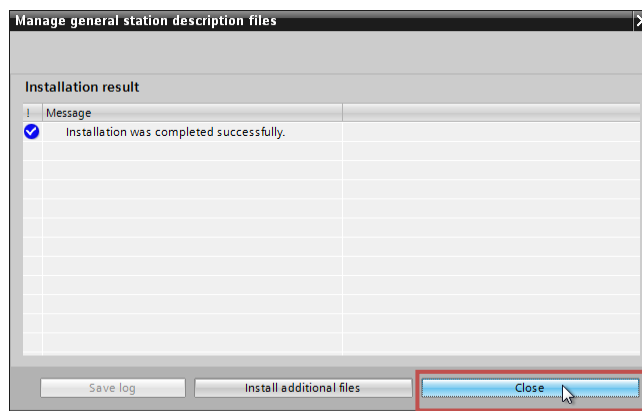 Manage general station description files
Installation result
! Message
Installation was completed successfully.
Save log Install additional files Close